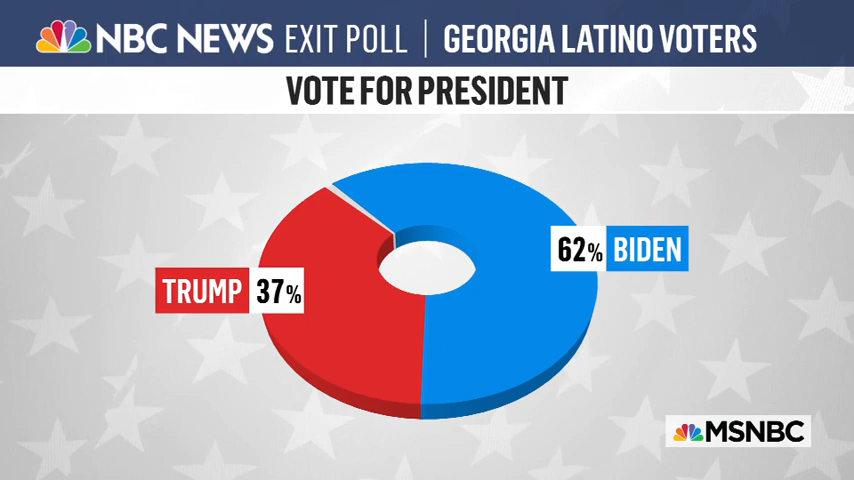 NBC NEWS EXIT POLL | GEORGIA LATINO VOTERS
VOTE FOR PRESIDENT
62% BIDEN
TRUMP 37%
MSNBC